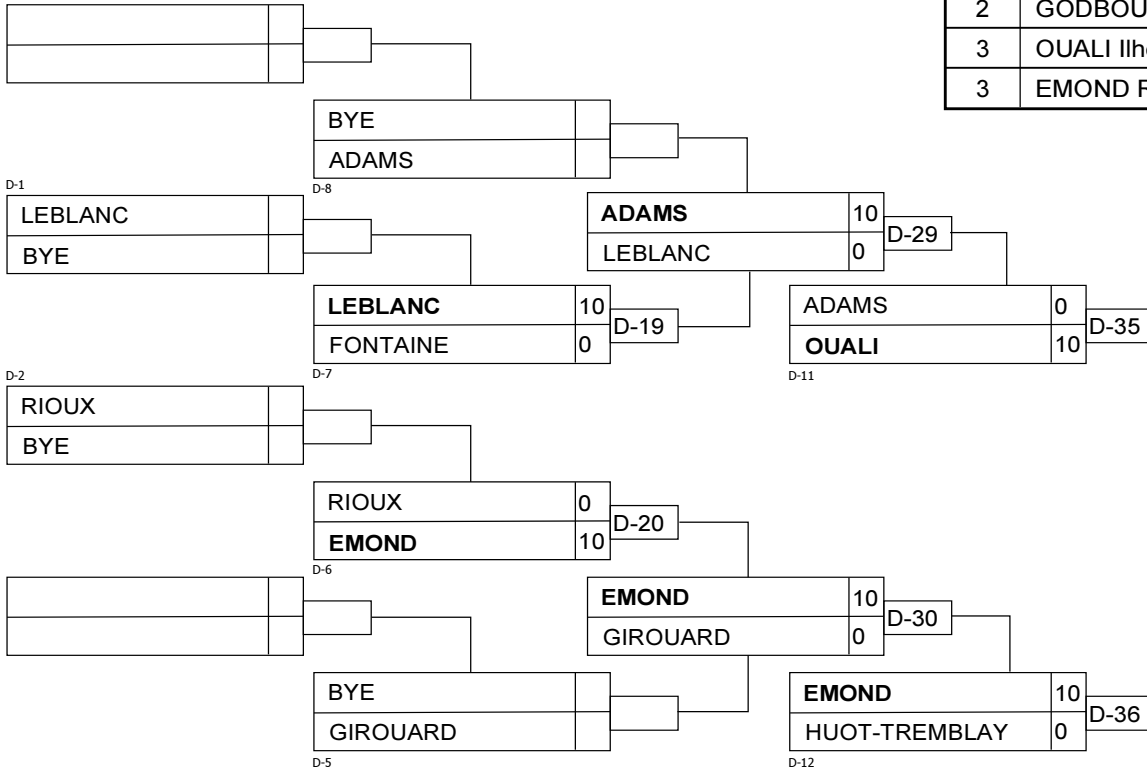 2 GODBOU
3 OUALI Ilh
3 EMOND R
BYE
ADAMS
D-1
D-8
LEBLANC
BYE
ADAMS 10
LEBLANC 0
D-29
LEBLANC 10
FONTAINE 0
D-19
ADAMS 0
OUALI 10
D-35
D-2
D-7
D-11
RIOUX
BYE
RIOUX 0
EMOND 10
D-20
D-6
EMOND 10
GIROUARD 0
D-30
BYE
GIROUARD
EMOND 10
HUOT-TREMBLAY 0
D-36
D-5
D-12